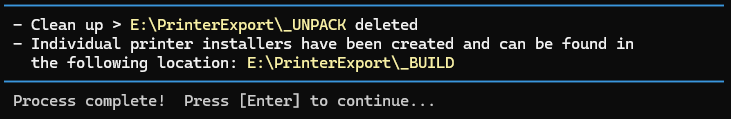 - Clean up > E:\PrinterExport\_UNPACK deleted
- Individual printer installers have been created and can be found in
the following location: E:\PrinterExport\_BUILD
Process complete!  Press [Enter] to continue...